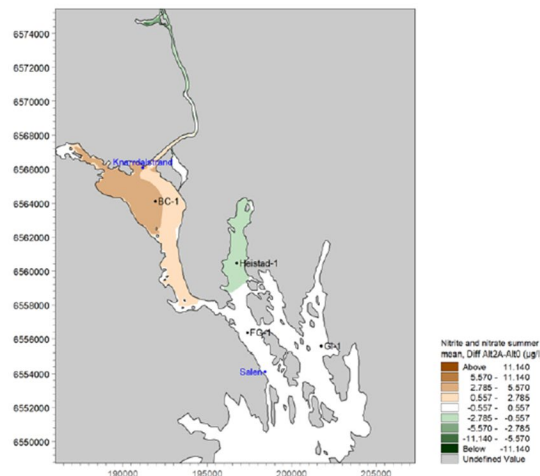 6574000
6572000
6570000
6568000
6566000
6564000
6562000
6560000
6558000
6556000
6554000
6552000
6550000
Knarrdalstrand
BC-1
Heistad-1
FG-1
GI-1
Salen
190000
195000
200000
205000
Nitrite and nitrate summer
mean, Diff Alt2A-Alt0 (µg/l
Above 11.140
5.570 - 11.140
2.785 - 5.570
0.557 - 2.785
-0.557 - 0.557
-2.785 - -0.557
-5.570 - -2.785
-11.140 - -5.570
Below -11.140
Undefined Value